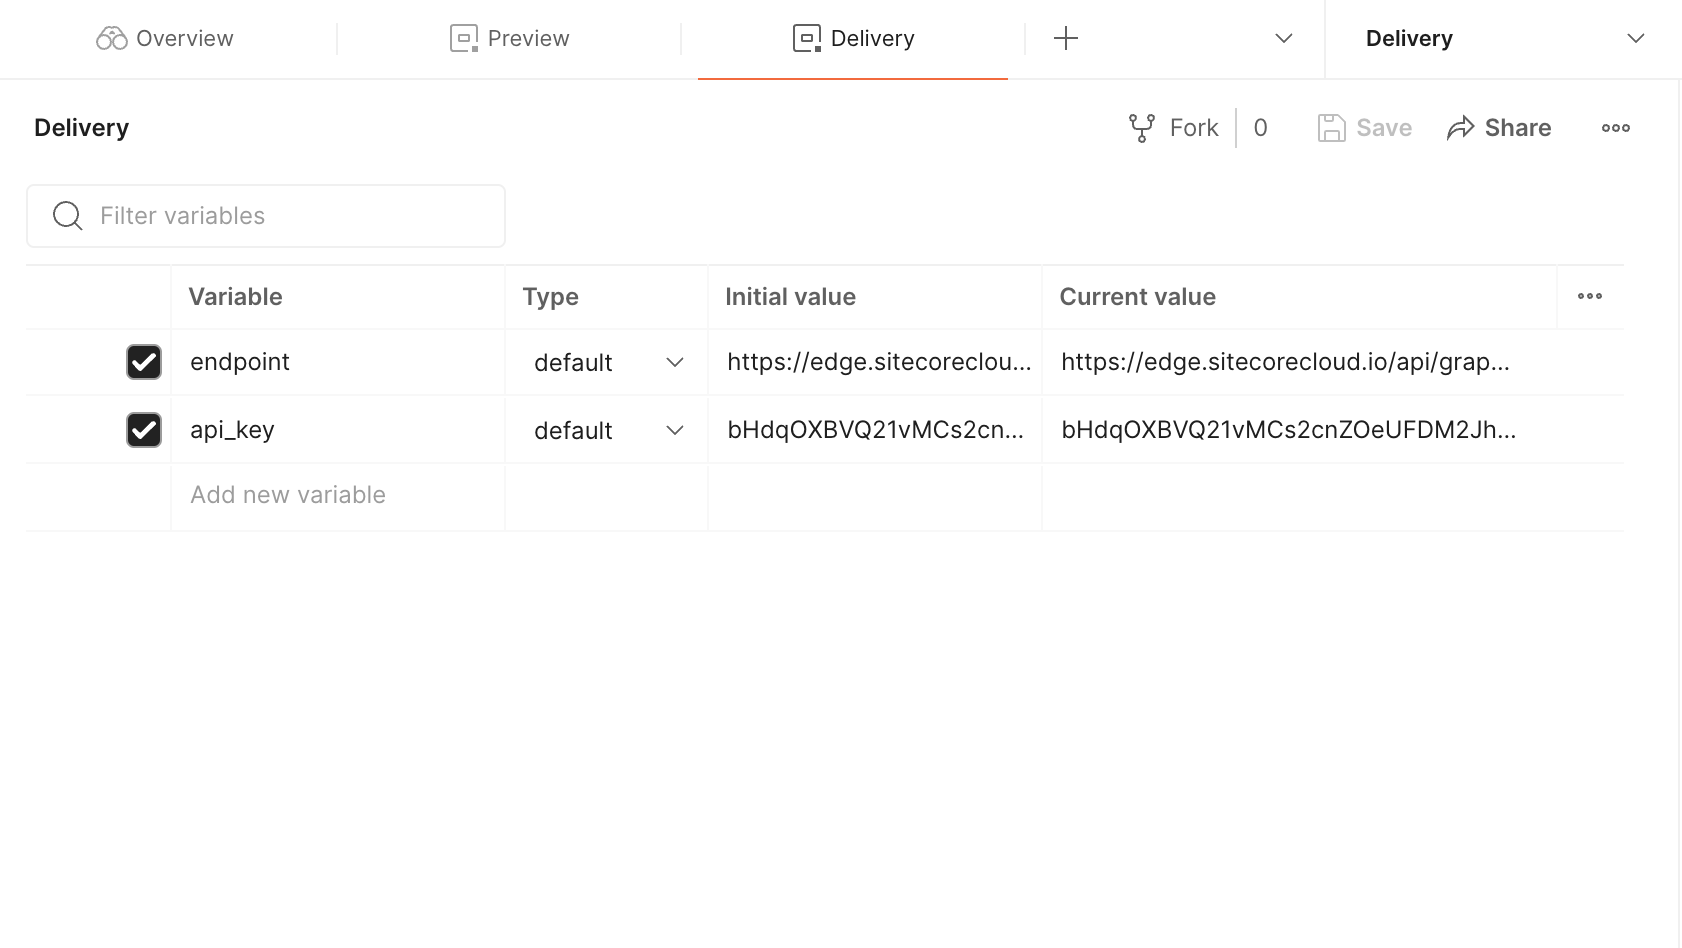 Overview
Preview
Delivery
Delivery
Delivery
Fork 0
Save
Share
Filter variables
Variable Type Initial value Current value
endpoint default https://edge.sitecoreclou... https://edge.sitecorecloud.io/api/grap...
api_key default bHdqOXBVQ21vMCs2cn... bHdqOXBVQ21vMCs2cnZOeUFDM2Jh...
Add new variable